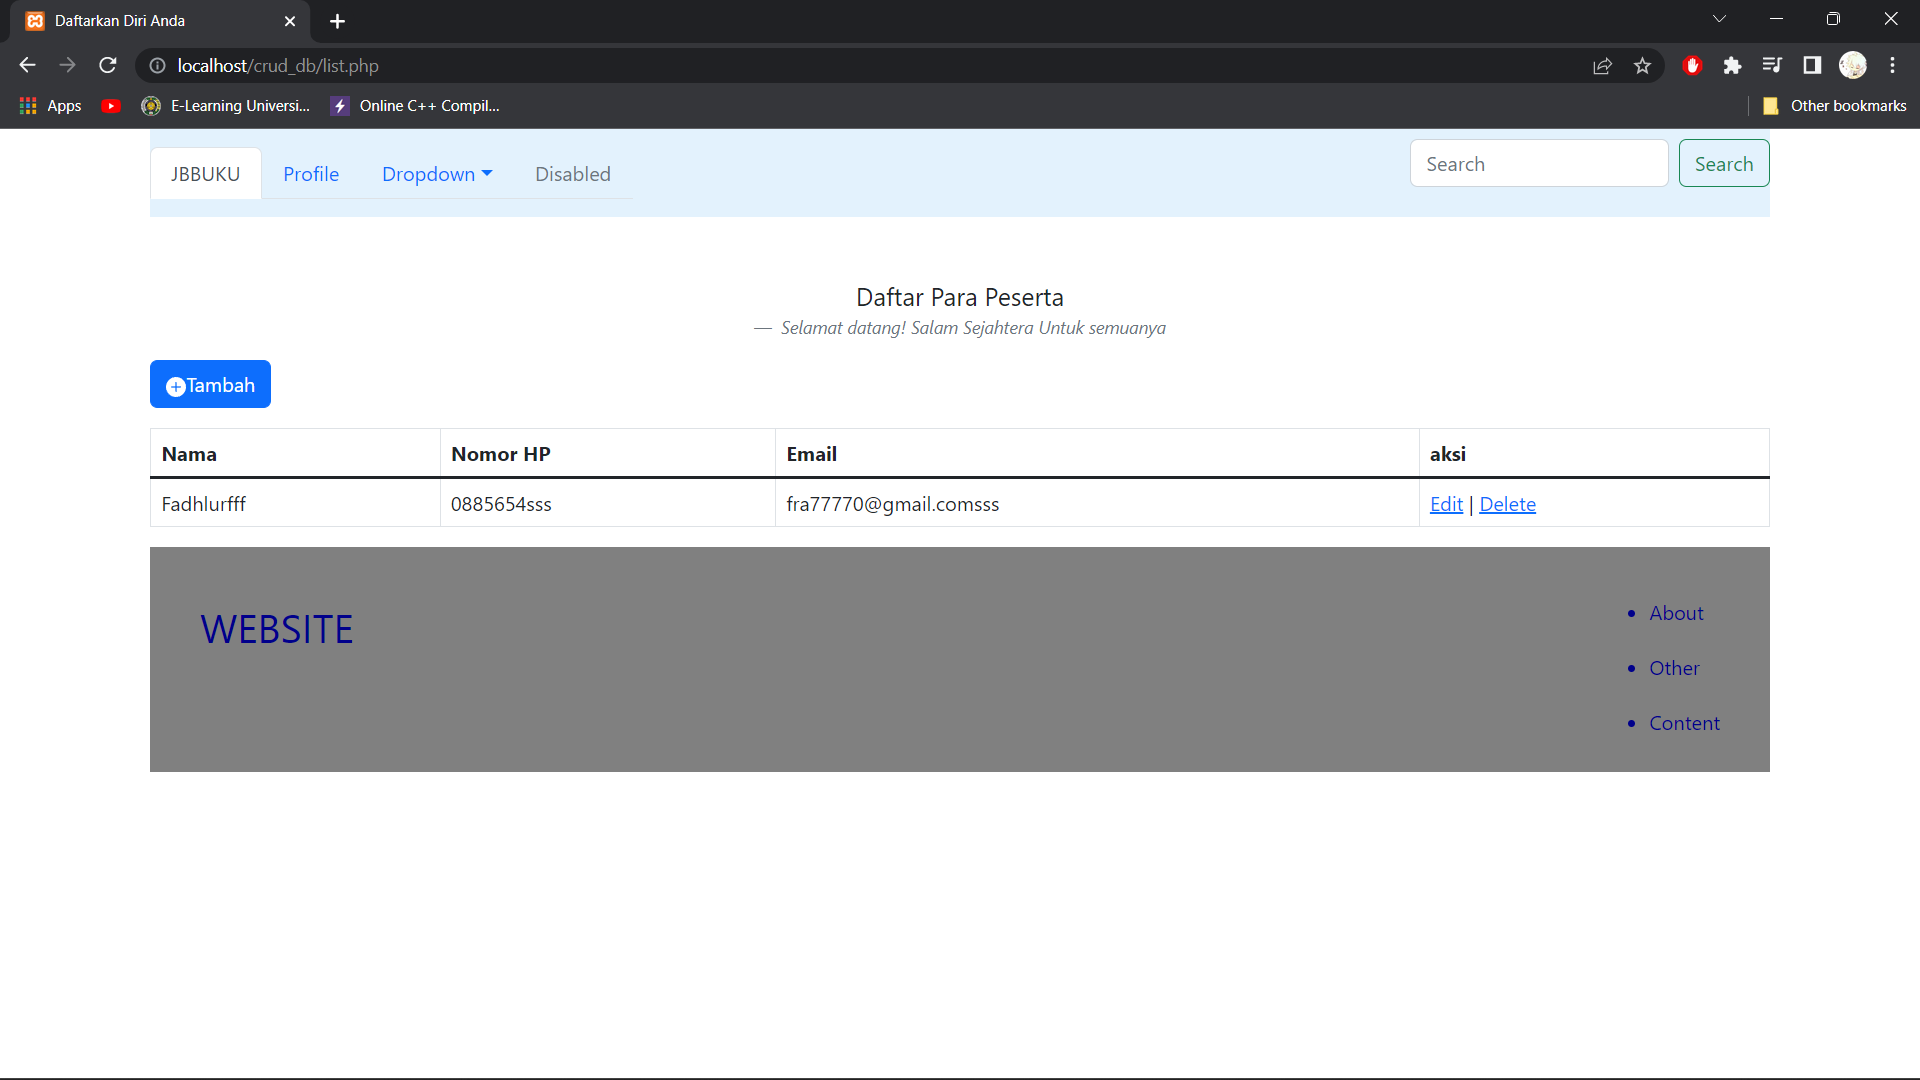 Daftarkan Diri Anda
localhost/crud_db/list.php
Apps E-Learning Universi... Online C++ Compil... Other bookmarks
JBBUKU Profile Dropdown Disabled Search Search
Daftar Para Peserta
— Selamat datang! Salam Sejahtera Untuk semuanya
Tambah
Nama Nomor HP Email aksi
Fadhlurfff 0885654sss fra77770@gmail.comsss Edit | Delete
WEBSITE
• About
• Other
• Content